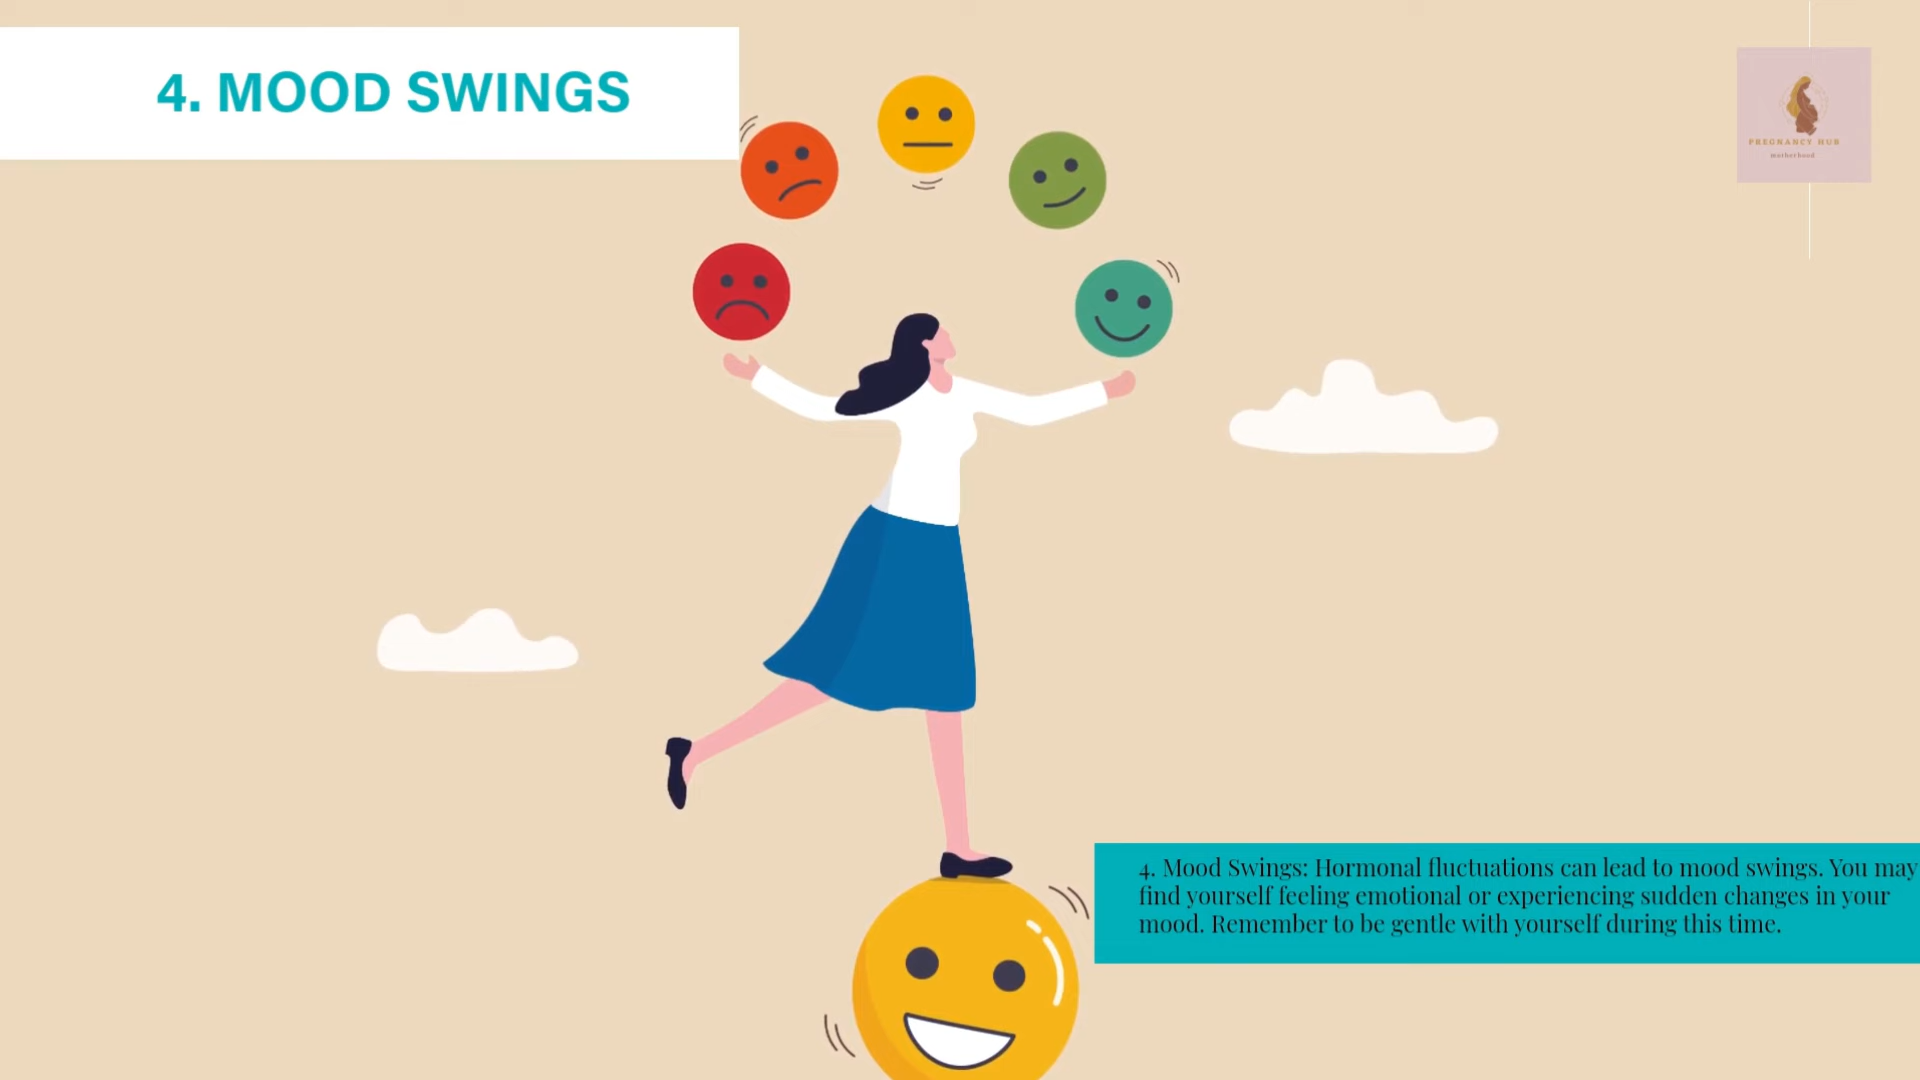 4. MOOD SWINGS
PREGNANCY HUB
motherhood
4. Mood Swings: Hormonal fluctuations can lead to mood swings. You may
find yourself feeling emotional or experiencing sudden changes in your
mood. Remember to be gentle with yourself during this time.